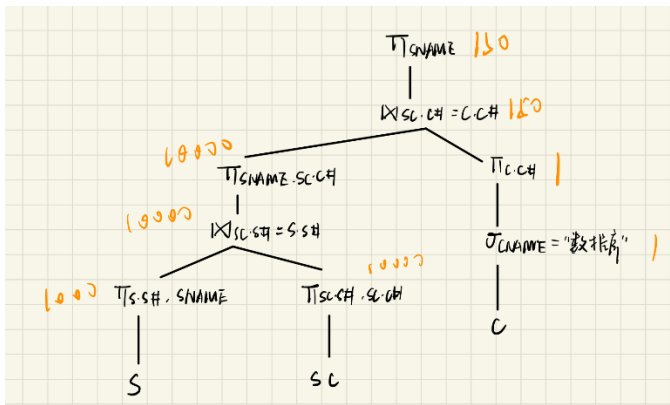 πSNAME 150
⋈SC.C#=C.C# 150
10000
πSNAME.SC.C#
πC.C# 1
10000
⋈SC.S#=S.S#
σCNAME="数据库" 1
10000
1000 πS.S#.SNAME
πSC.S#.SC.C#
C
S
SC